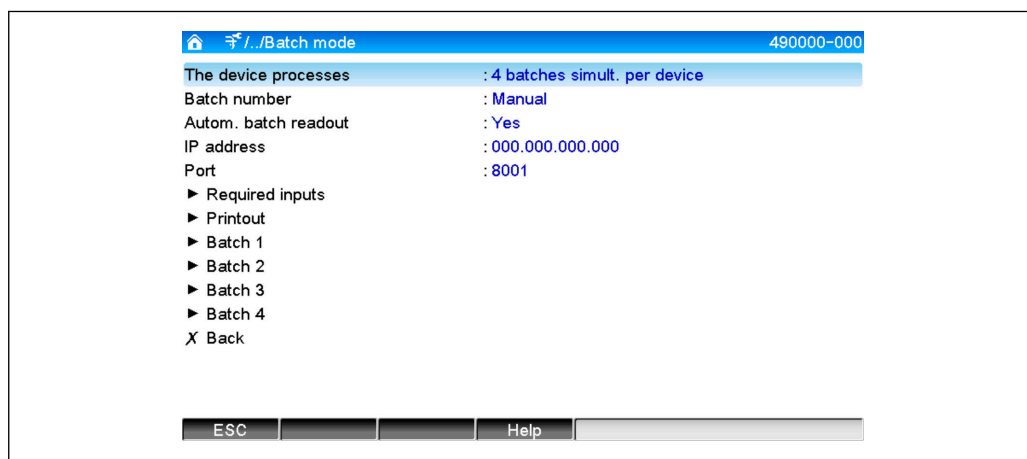 /../Batch mode 490000-000
The device processes : 4 batches simult. per device
Batch number : Manual
Autom. batch readout : Yes
IP address : 000.000.000.000
Port : 8001
► Required inputs
► Printout
► Batch 1
► Batch 2
► Batch 3
► Batch 4
X Back
ESC Help